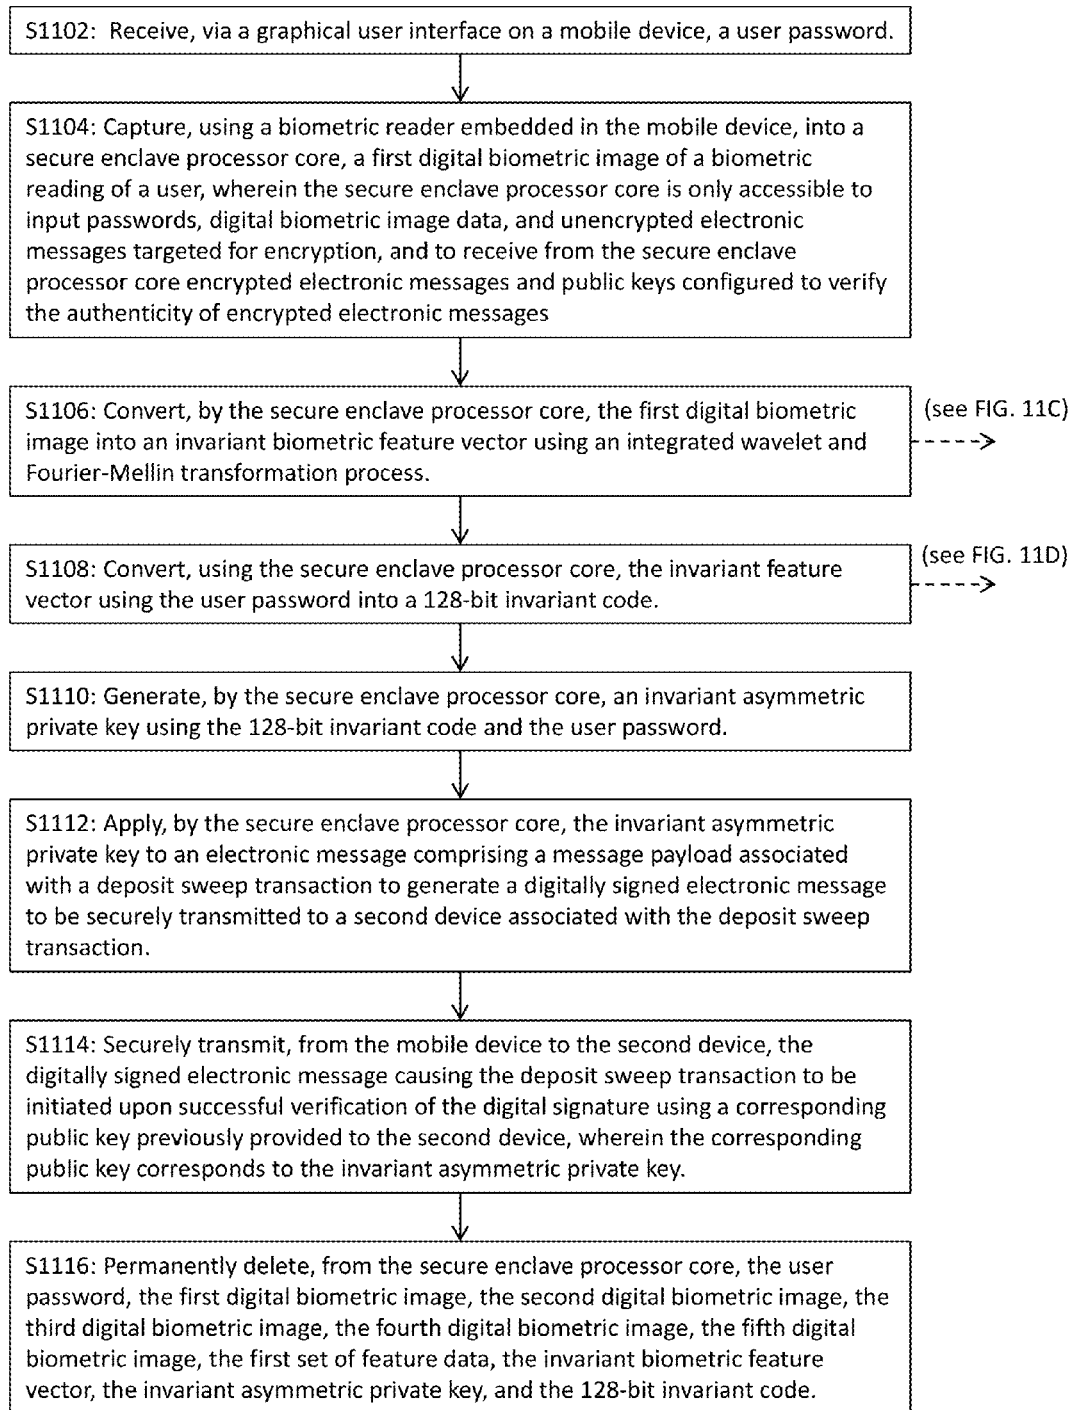 S1102: Receive, via a graphical user interface on a mobile device, a user password.
S1104: Capture, using a biometric reader embedded in the mobile device, into a
secure enclave processor core, a first digital biometric image of a biometric
reading of a user, wherein the secure enclave processor core is only accessible to
input passwords, digital biometric image data, and unencrypted electronic
messages targeted for encryption, and to receive from the secure enclave
processor core encrypted electronic messages and public keys configured to verify
the authenticity of encrypted electronic messages
S1106: Convert, by the secure enclave processor core, the first digital biometric
image into an invariant biometric feature vector using an integrated wavelet and
Fourier-Mellin transformation process.
(see FIG. 11C)
S1108: Convert, using the secure enclave processor core, the invariant feature
vector using the user password into a 128-bit invariant code.
(see FIG. 11D)
S1110: Generate, by the secure enclave processor core, an invariant asymmetric
private key using the 128-bit invariant code and the user password.
S1112: Apply, by the secure enclave processor core, the invariant asymmetric
private key to an electronic message comprising a message payload associated
with a deposit sweep transaction to generate a digitally signed electronic message
to be securely transmitted to a second device associated with the deposit sweep
transaction.
S1114: Securely transmit, from the mobile device to the second device, the
digitally signed electronic message causing the deposit sweep transaction to be
initiated upon successful verification of the digital signature using a corresponding
public key previously provided to the second device, wherein the corresponding
public key corresponds to the invariant asymmetric private key.
S1116: Permanently delete, from the secure enclave processor core, the user
password, the first digital biometric image, the second digital biometric image, the
third digital biometric image, the fourth digital biometric image, the fifth digital
biometric image, the first set of feature data, the invariant biometric feature
vector, the invariant asymmetric private key, and the 128-bit invariant code.